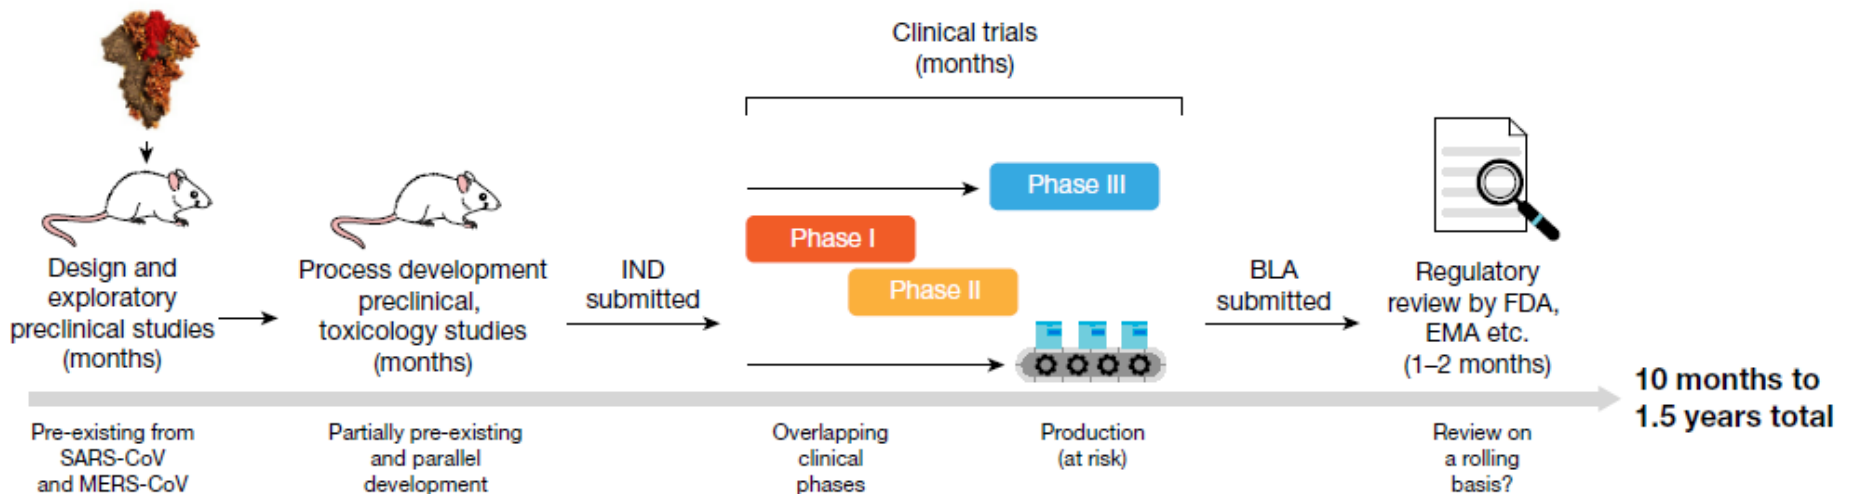 Clinical trials
(months)
Phase III
Phase I
Phase II
Design and
exploratory
preclinical studies
(months)
Process development
preclinical,
toxicology studies
(months)
IND
submitted
BLA
submitted
Regulatory
review by FDA,
EMA etc.
(1–2 months)
10 months to
1.5 years total
Pre-existing from
SARS-CoV
and MERS-CoV
Partially pre-existing
and parallel
development
Overlapping
clinical
phases
Production
(at risk)
Review on
a rolling
basis?